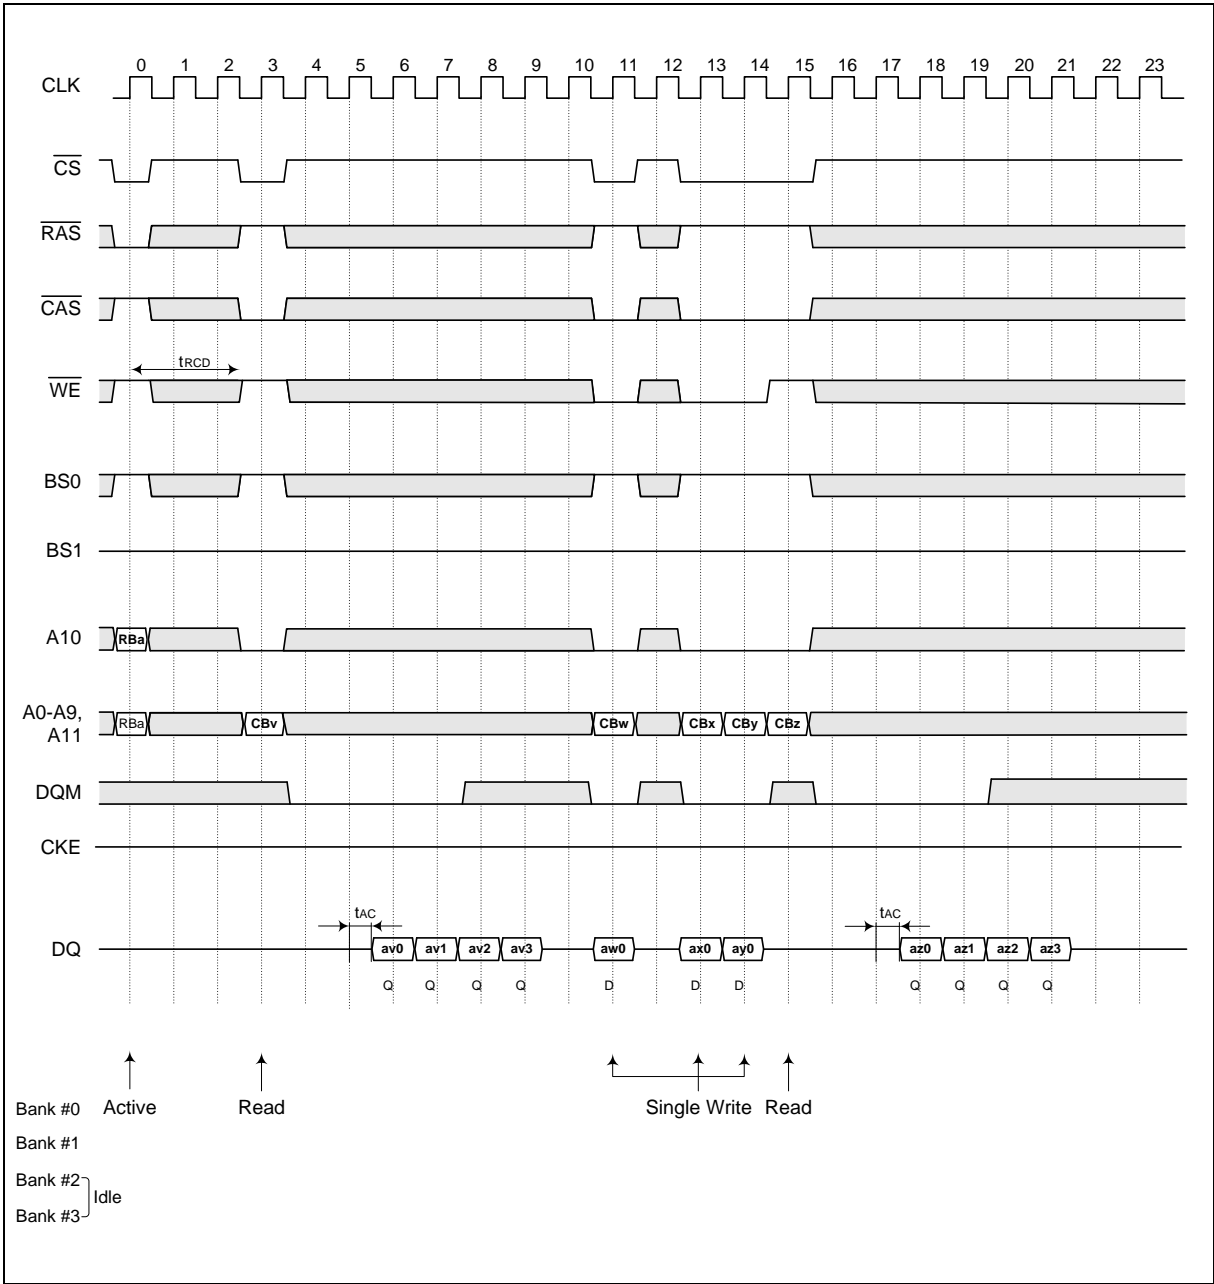 0 1 2 3 4 5 6 7 8 9 10 11 12 13 14 15 16 17 18 19 20 21 22 23
CLK
CS
RAS
CAS
tRCD
WE
BS0
BS1
A10 RBa
A0-A9,
A11
RBa CBv CBw CBx CBy CBz
DQM
CKE
tAC tAC
DQ av0 av1 av2 av3 aw0 ax0 ay0 az0 az1 az2 az3
Q Q Q Q D D D Q Q Q Q
Bank #0 Active Read Single Write Read
Bank #1
Bank #2
Idle
Bank #3